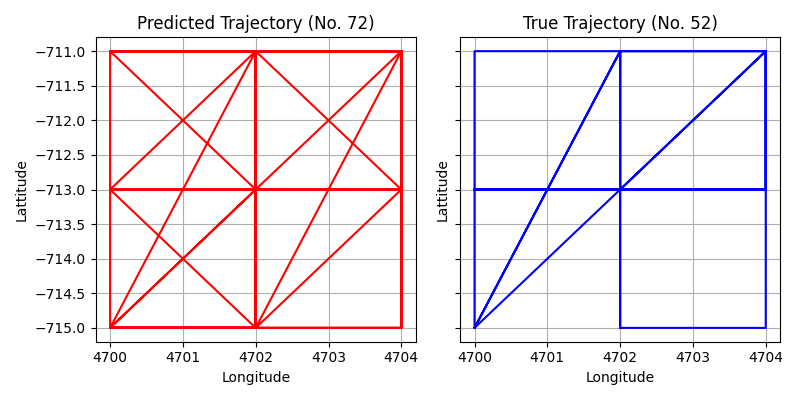 Predicted Trajectory (No. 72)
True Trajectory (No. 52)
−711.0
−711.5
−712.0
−712.5
−713.0
−713.5
−714.0
−714.5
−715.0
Lattitude
Lattitude
4700 4701 4702 4703 4704
4700 4701 4702 4703 4704
Longitude
Longitude